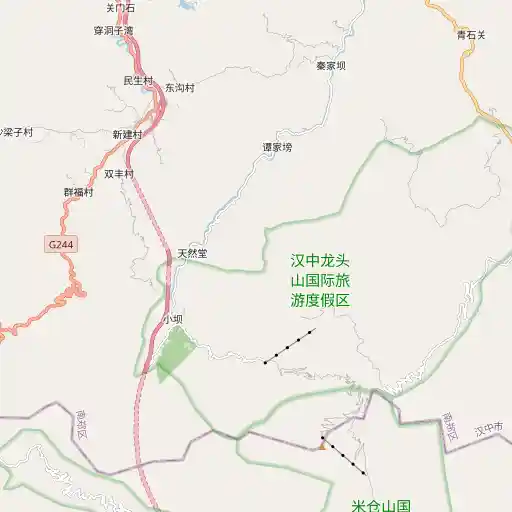 关门石
穿洞子湾
青石关
秦家坝
民生村
东沟村
沙梁子村
新建村
谭家塝
双丰村
群福村
G244
天然堂
汉中龙头
山国际旅
游度假区
小坝
南郑区
南郑区
汉中市
米仓山国